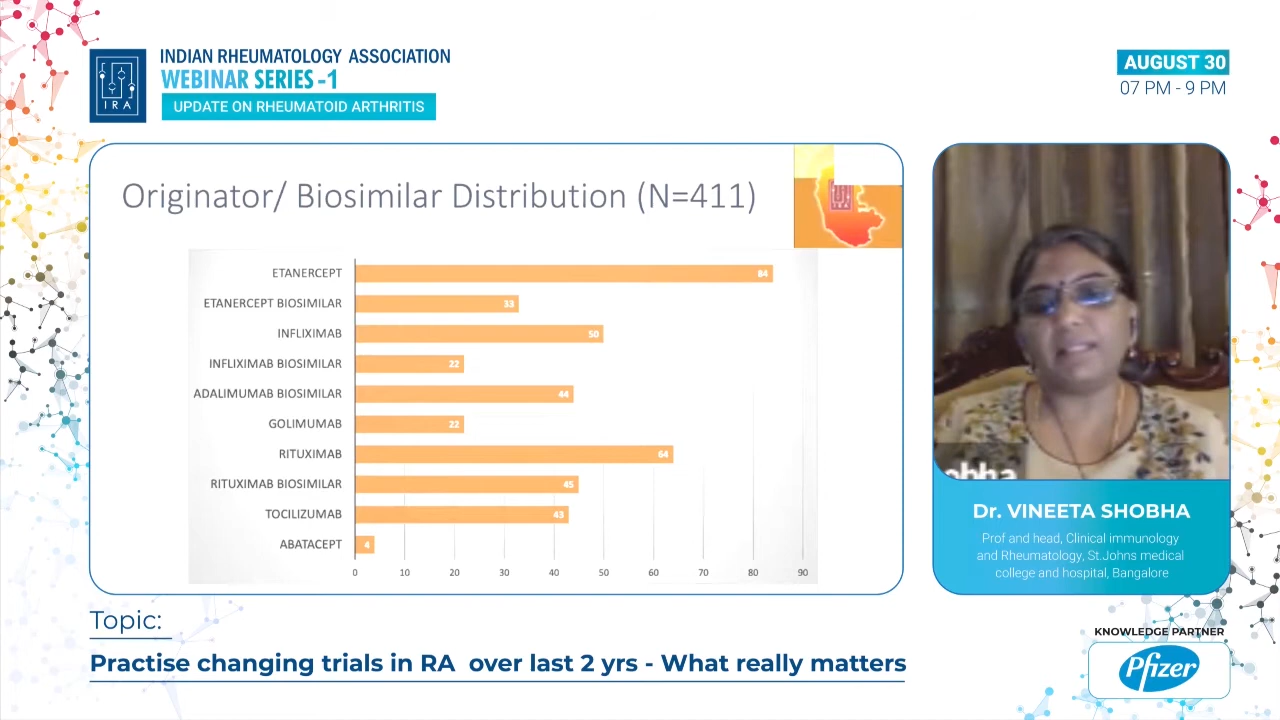 INDIAN RHEUMATOLOGY ASSOCIATION
WEBINAR SERIES -1
UPDATE ON RHEUMATOID ARTHRITIS
IRA
AUGUST 30
07 PM - 9 PM
Originator/ Biosimilar Distribution (N=411)
ETANERCEPT 84
ETANERCEPT BIOSIMILAR 33
INFLIXIMAB 50
INFLIXIMAB BIOSIMILAR 22
ADALIMUMAB BIOSIMILAR 44
GOLIMUMAB 22
RITUXIMAB 64
RITUXIMAB BIOSIMILAR 45
TOCILIZUMAB 43
ABATACEPT 4
0 10 20 30 40 50 60 70 80 90
Dr. VINEETA SHOBHA
Prof and head, Clinical immunology
and Rheumatology, St.Johns medical
college and hospital, Bangalore
Topic:
Practise changing trials in RA over last 2 yrs - What really matters
KNOWLEDGE PARTNER
Pfizer